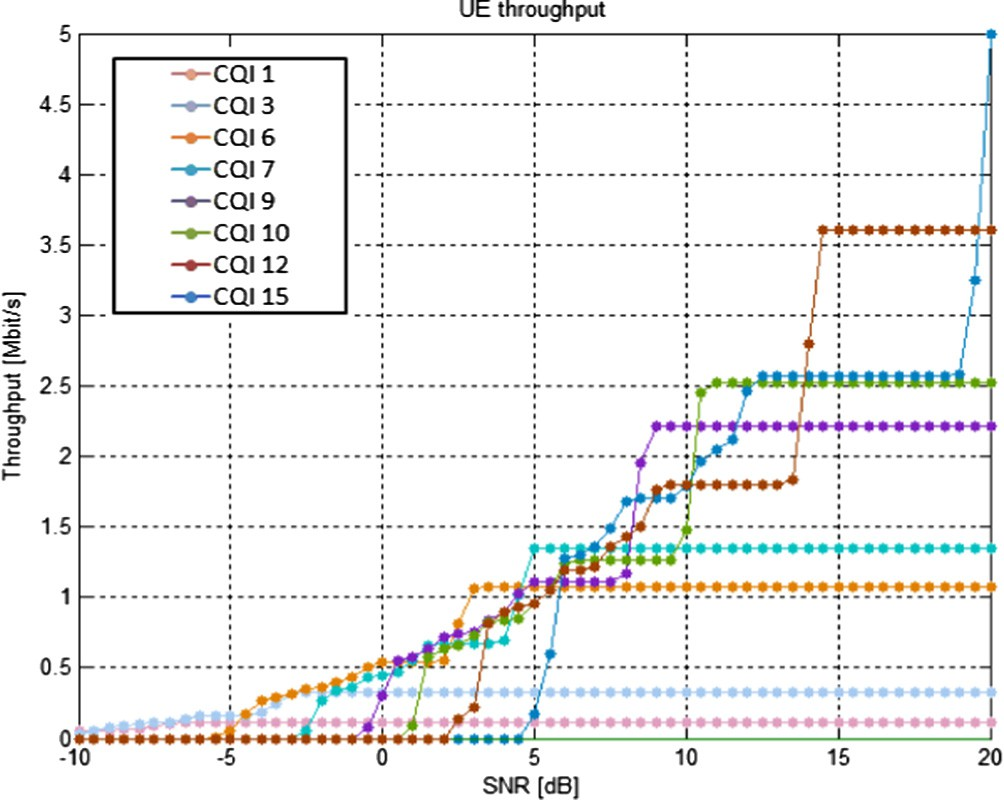 UE throughput
5
4.5
4
3.5
3
2.5
2
1.5
1
0.5
0
Throughput [Mbit/s]
CQI 1
CQI 3
CQI 6
CQI 7
CQI 9
CQI 10
CQI 12
CQI 15
-10 -5 0 5 10 15 20
SNR [dB]